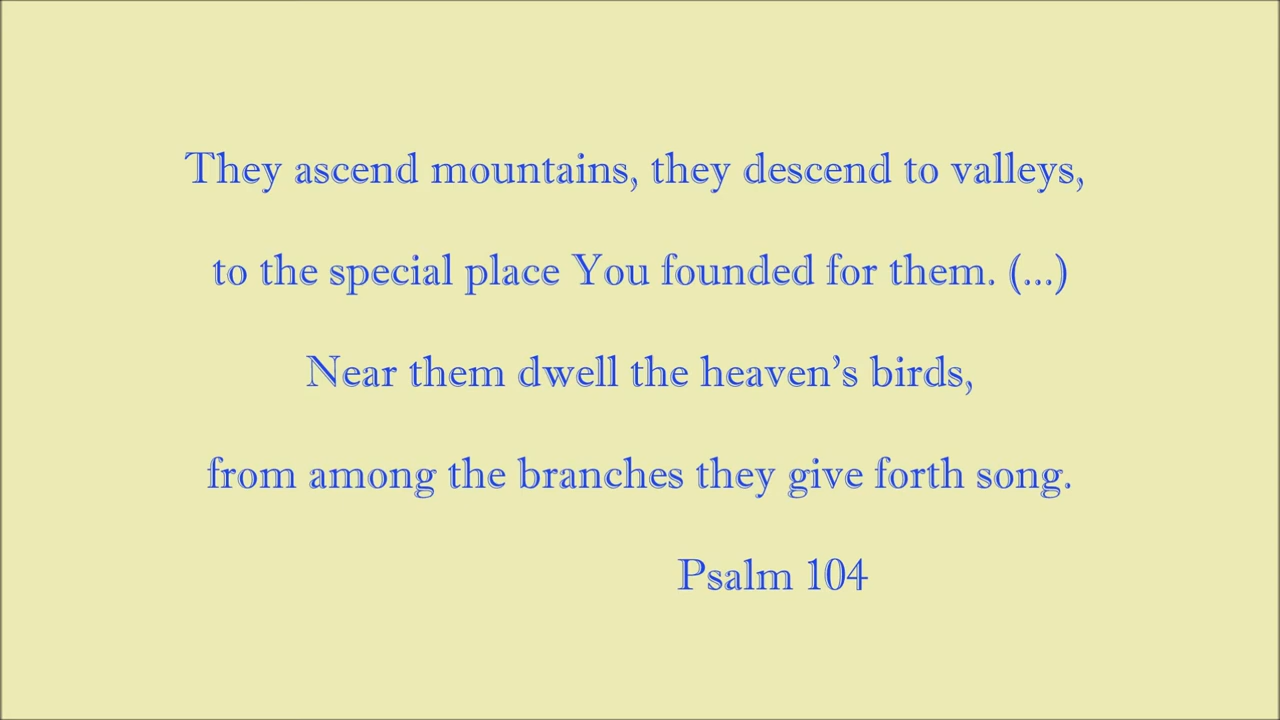 They ascend mountains, they descend to valleys,
to the special place You founded for them. (...)
Near them dwell the heaven’s birds,
from among the branches they give forth song.
Psalm 104